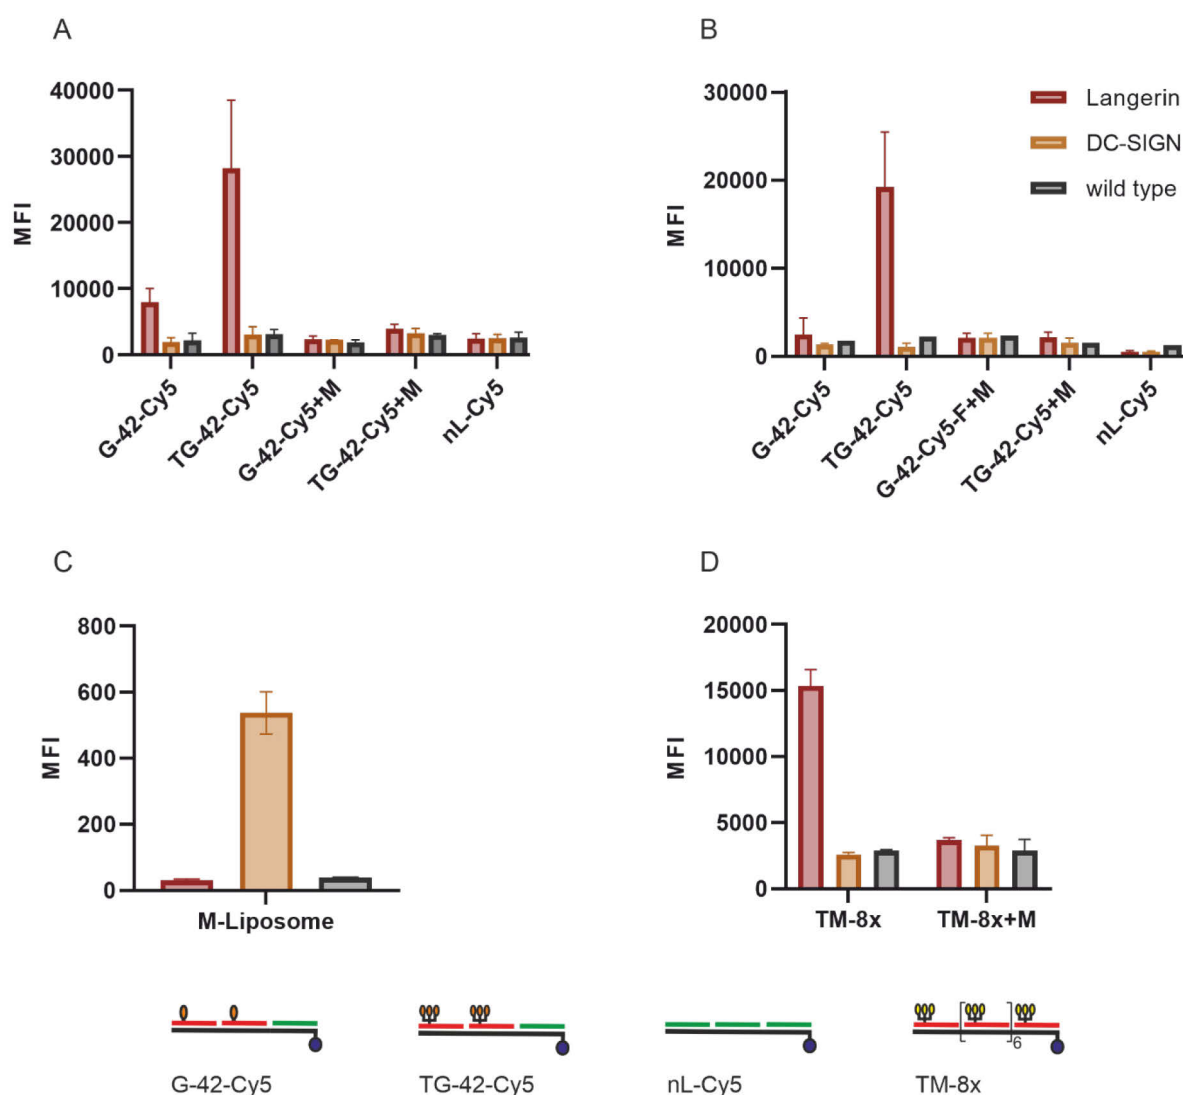 A
40000
30000
20000
10000
0
MFI
G-42-Cy5
TG-42-Cy5
G-42-Cy5+M
TG-42-Cy5+M
nL-Cy5
B
30000
20000
10000
0
MFI
Langerin
DC-SIGN
wild type
G-42-Cy5
TG-42-Cy5
G-42-Cy5-F+M
TG-42-Cy5+M
nL-Cy5
C
800
600
400
200
0
MFI
M-Liposome
D
20000
15000
10000
5000
0
MFI
TM-8x
TM-8x+M
6
G-42-Cy5
TG-42-Cy5
nL-Cy5
TM-8x